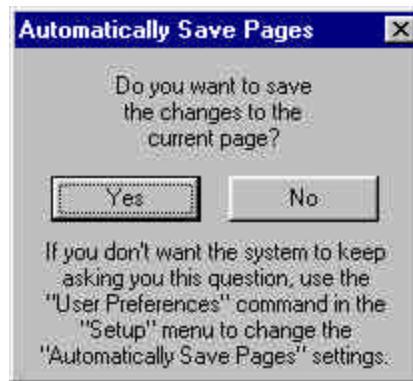 Automatically Save Pages
Do you want to save
the changes to the
current page?
Yes
No
If you don't want the system to keep
asking you this question, use the
"User Preferences" command in the
"Setup" menu to change the
"Automatically Save Pages" settings.